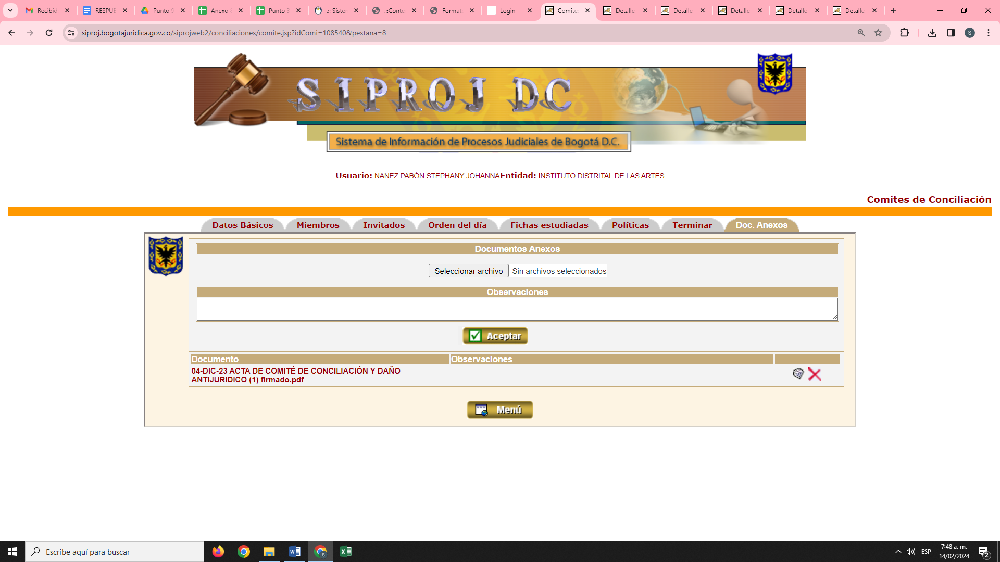 Recibid
RESPUE
Punto 9
Anexo 8
Punto 3
.:: Sister
.::Conte
Format
Login
Comite
Detalle
Detalle
Detalle
Detalle
Detalle
siproj.bogotajuridica.gov.co/siprojweb2/conciliaciones/comite.jsp?idComi=108540&pestana=8
S
SIPROJ DC
Sistema de Información de Procesos Judiciales de Bogotá D.C.
Usuario: NANEZ PABÓN STEPHANY JOHANNAEntidad: INSTITUTO DISTRITAL DE LAS ARTES
Comites de Conciliación
Datos Básicos
Miembros
Invitados
Orden del día
Fichas estudiadas
Políticas
Terminar
Doc. Anexos
Documentos Anexos
Seleccionar archivo Sin archivos seleccionados
Observaciones
Aceptar
Documento
Observaciones
04-DIC-23 ACTA DE COMITÉ DE CONCILIACIÓN Y DAÑO
ANTIJURIDICO (1) firmado.pdf
Menú
Escribe aquí para buscar
ESP
7:48 a. m.
14/02/2024
2